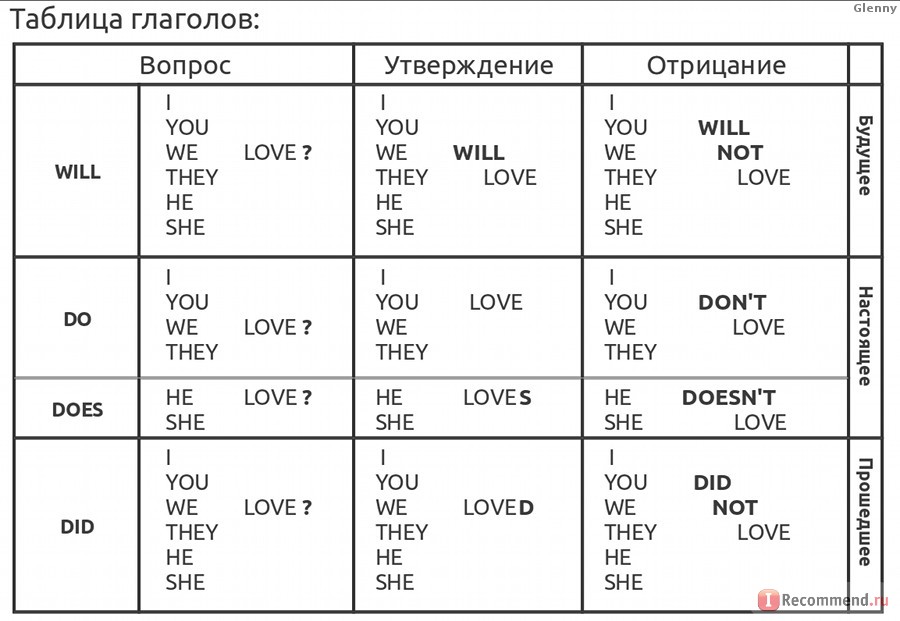 Glenny
Таблица глаголов:
Вопрос Утверждение Отрицание
WILL
I
YOU
WE LOVE ?
THEY
HE
SHE
I
YOU
WE WILL
THEY LOVE
HE
SHE
I
YOU WILL
WE NOT
THEY LOVE
HE
SHE
Будущее
DO
I
YOU
WE LOVE ?
THEY
I
YOU LOVE
WE
THEY
I
YOU DON'T
WE LOVE
THEY
Настоящее
DOES
HE LOVE ?
SHE
HE LOVES
SHE
HE DOESN'T
SHE LOVE
DID
I
YOU
WE LOVE ?
THEY
HE
SHE
I
YOU
WE LOVED
THEY
HE
SHE
I
YOU DID
WE NOT
THEY LOVE
HE
SHE
Прошедшее
I Recommend.ru